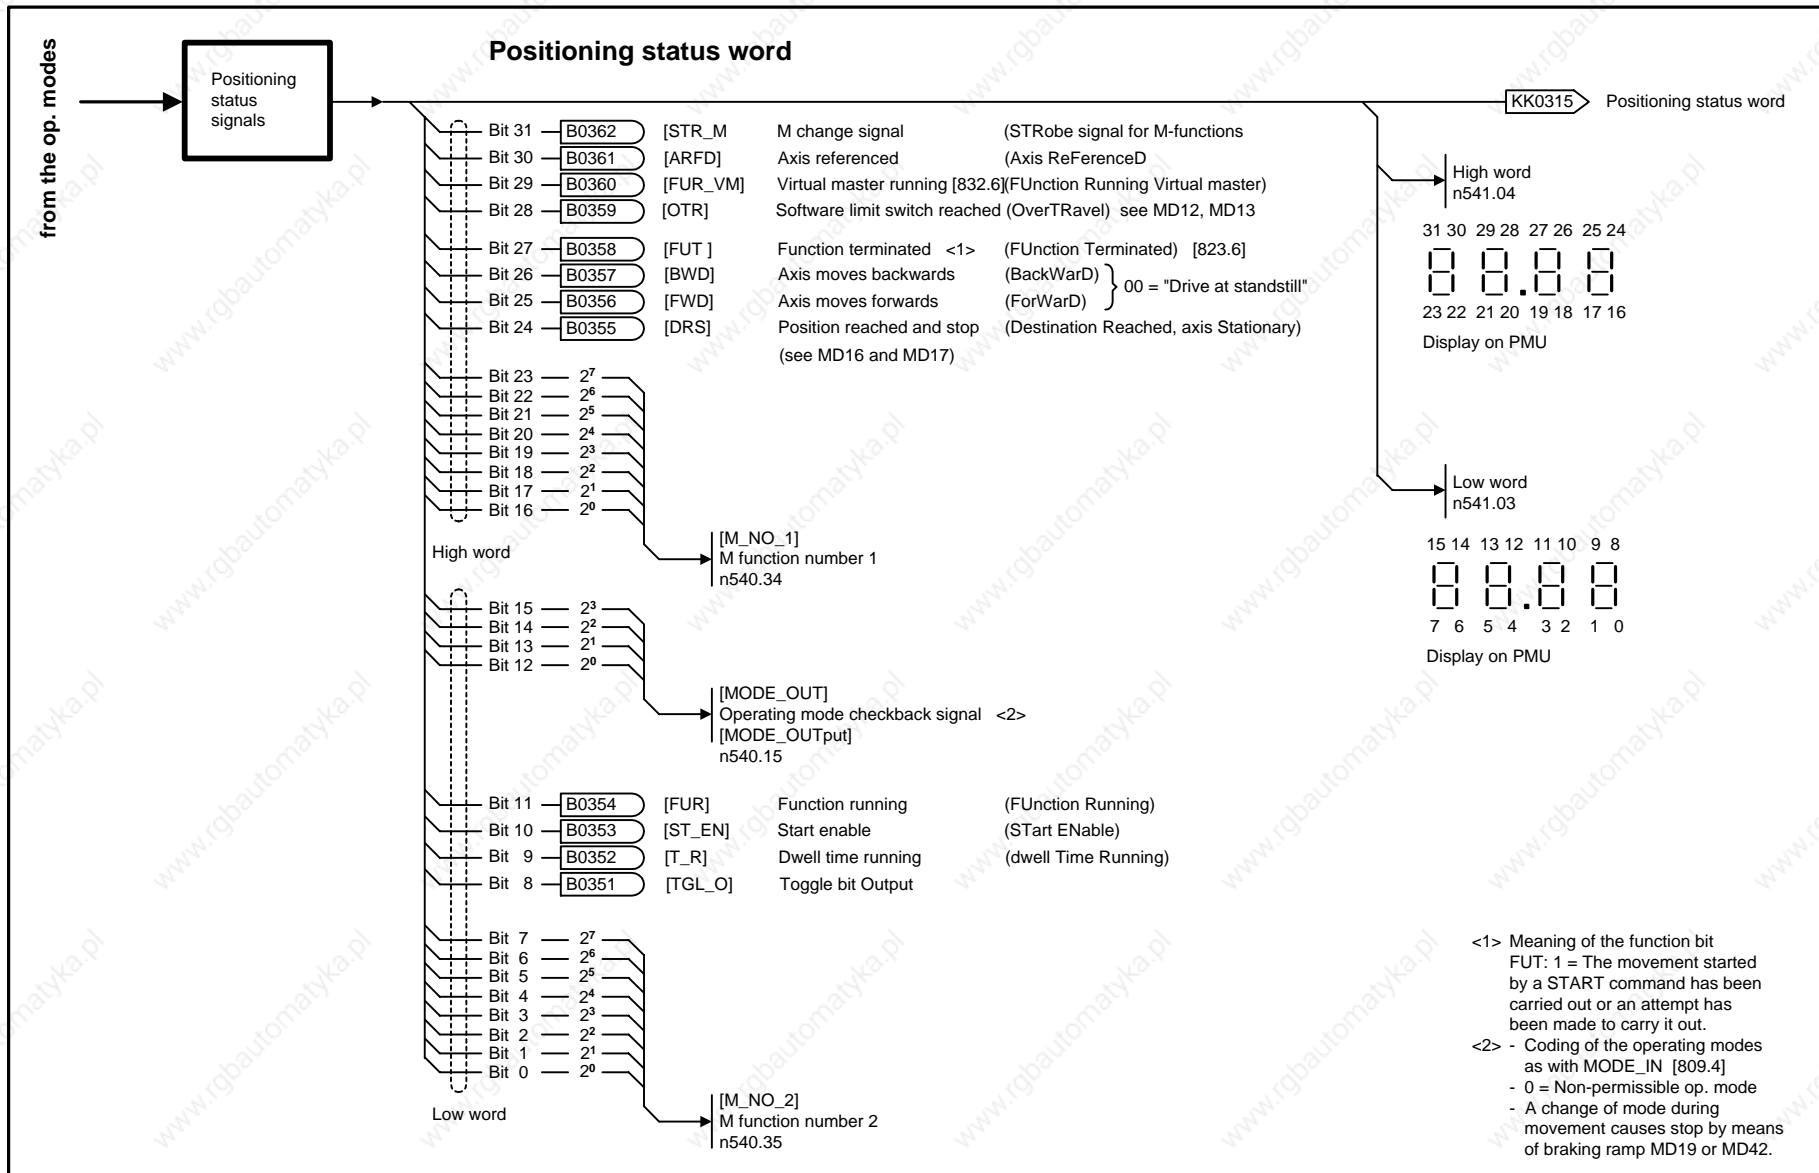 Positioning status word
from the op. modes
Positioning
status
signals
KK0315 Positioning status word
Bit 31 B0362 [STR_M M change signal (STRobe signal for M-functions
Bit 30 B0361 [ARFD] Axis referenced (Axis ReFerenceD
Bit 29 B0360 [FUR_VM] Virtual master running [832.6](FUnction Running Virtual master)
Bit 28 B0359 [OTR] Software limit switch reached (OverTRavel) see MD12, MD13
Bit 27 B0358 [FUT ] Function terminated <1> (FUnction Terminated) [823.6]
Bit 26 B0357 [BWD] Axis moves backwards (BackWarD)
Bit 25 B0356 [FWD] Axis moves forwards (ForWarD)
00 = "Drive at standstill"
Bit 24 B0355 [DRS] Position reached and stop (Destination Reached, axis Stationary)
(see MD16 and MD17)
Bit 23 2⁷
Bit 22 2⁶
Bit 21 2⁵
Bit 20 2⁴
Bit 19 2³
Bit 18 2²
Bit 17 2¹
Bit 16 2⁰
High word
[M_NO_1]
M function number 1
n540.34
Bit 15 2³
Bit 14 2²
Bit 13 2¹
Bit 12 2⁰
[MODE_OUT]
Operating mode checkback signal <2>
[MODE_OUTput]
n540.15
Bit 11 B0354 [FUR] Function running (FUnction Running)
Bit 10 B0353 [ST_EN] Start enable (STart ENable)
Bit 9 B0352 [T_R] Dwell time running (dwell Time Running)
Bit 8 B0351 [TGL_O] Toggle bit Output
Bit 7 2⁷
Bit 6 2⁶
Bit 5 2⁵
Bit 4 2⁴
Bit 3 2³
Bit 2 2²
Bit 1 2¹
Bit 0 2⁰
Low word
[M_NO_2]
M function number 2
n540.35
High word
n541.04
31 30 29 28 27 26 25 24
88.88
23 22 21 20 19 18 17 16
Display on PMU
Low word
n541.03
15 14 13 12 11 10 9 8
88.88
7 6 5 4 3 2 1 0
Display on PMU
<1> Meaning of the function bit
FUT: 1 = The movement started
by a START command has been
carried out or an attempt has
been made to carry it out.
<2> - Coding of the operating modes
as with MODE_IN [809.4]
- 0 = Non-permissible op. mode
- A change of mode during
movement causes stop by means
of braking ramp MD19 or MD42.
www.rgbautomatyka.pl